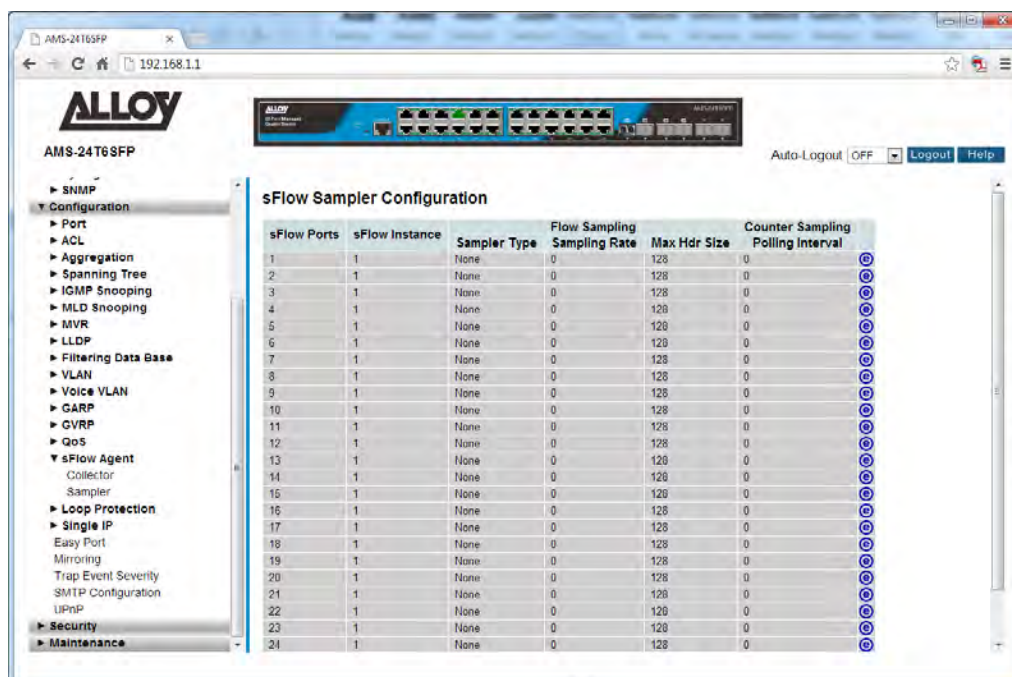 AMS-24T6SFP
192.168.1.1
ALLOY
ALLOY
AMS-24T6SFP
Auto-Logout OFF Logout Help
► SNMP
▼ Configuration
► Port
► ACL
► Aggregation
► Spanning Tree
► IGMP Snooping
► MLD Snooping
► MVR
► LLDP
► Filtering Data Base
► VLAN
► Voice VLAN
► GARP
► GVRP
► QoS
▼ sFlow Agent
Collector
Sampler
► Loop Protection
► Single IP
Easy Port
Mirroring
Trap Event Severity
SMTP Configuration
UPnP
► Security
► Maintenance
sFlow Sampler Configuration
Flow Sampling Counter Sampling
sFlow Ports sFlow Instance Sampler Type Sampling Rate Max Hdr Size Polling Interval
1 1 None 0 128 0 e
2 1 None 0 128 0 e
3 1 None 0 128 0 e
4 1 None 0 128 0 e
5 1 None 0 128 0 e
6 1 None 0 128 0 e
7 1 None 0 128 0 e
8 1 None 0 128 0 e
9 1 None 0 128 0 e
10 1 None 0 128 0 e
11 1 None 0 128 0 e
12 1 None 0 128 0 e
13 1 None 0 128 0 e
14 1 None 0 128 0 e
15 1 None 0 128 0 e
16 1 None 0 128 0 e
17 1 None 0 128 0 e
18 1 None 0 128 0 e
19 1 None 0 128 0 e
20 1 None 0 128 0 e
21 1 None 0 128 0 e
22 1 None 0 128 0 e
23 1 None 0 128 0 e
24 1 None 0 128 0 e